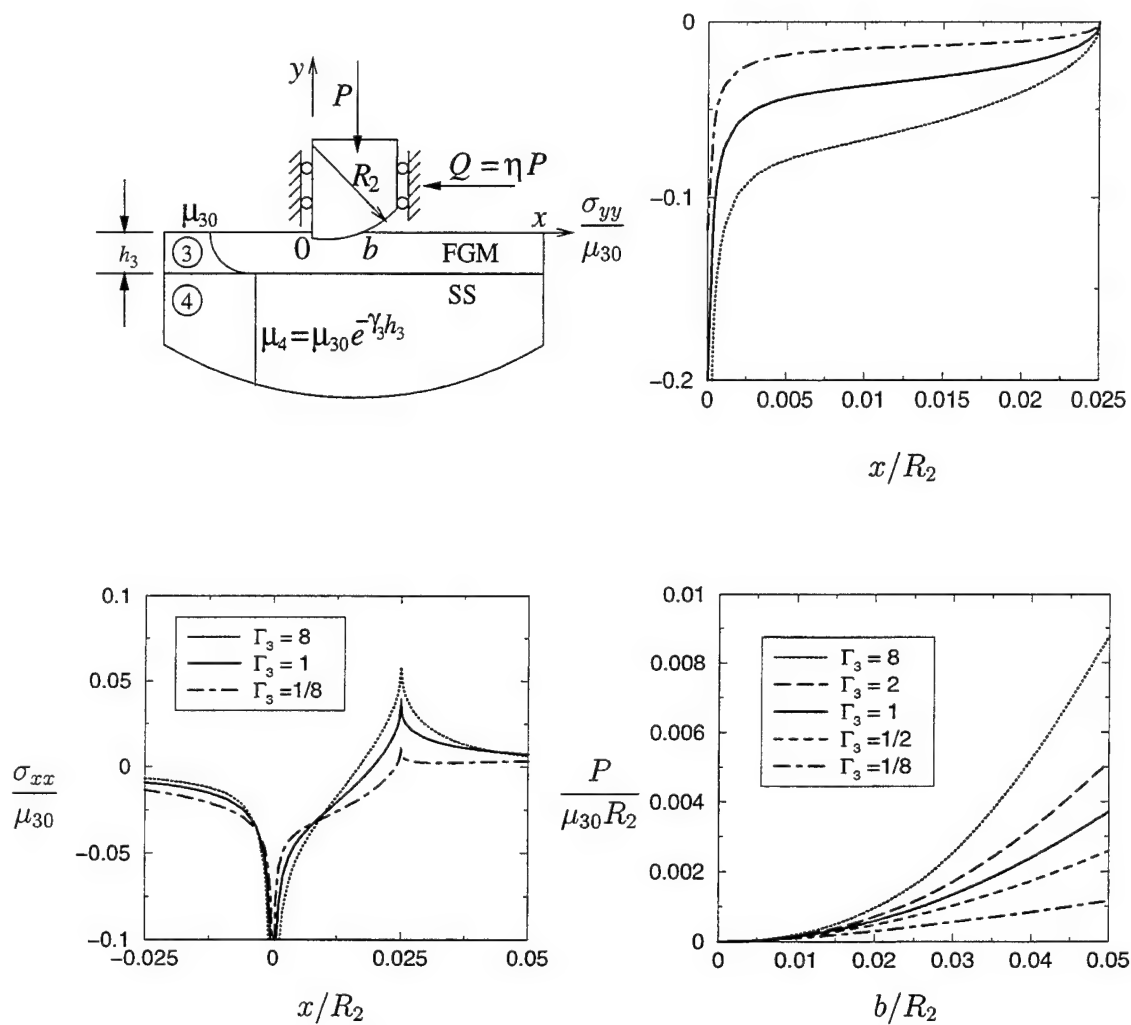 y
P
R₂
Q = ηP
μ₃₀
x
h₃
③
0
b
FGM
④
SS
μ₄=μ₃₀e^{-γ₃h₃}
σ_yy
μ₃₀
0
−0.1
−0.2
0
0.005
0.01
0.015
0.02
0.025
x/R₂
σ_xx
μ₃₀
0.1
0.05
0
−0.05
−0.1
Γ₃ = 8
Γ₃ = 1
Γ₃ =1/8
−0.025
0
0.025
0.05
x/R₂
P
μ₃₀R₂
0.01
0.008
0.006
0.004
0.002
0
Γ₃ = 8
Γ₃ = 2
Γ₃ = 1
Γ₃ =1/2
Γ₃ =1/8
0
0.01
0.02
0.03
0.04
0.05
b/R₂